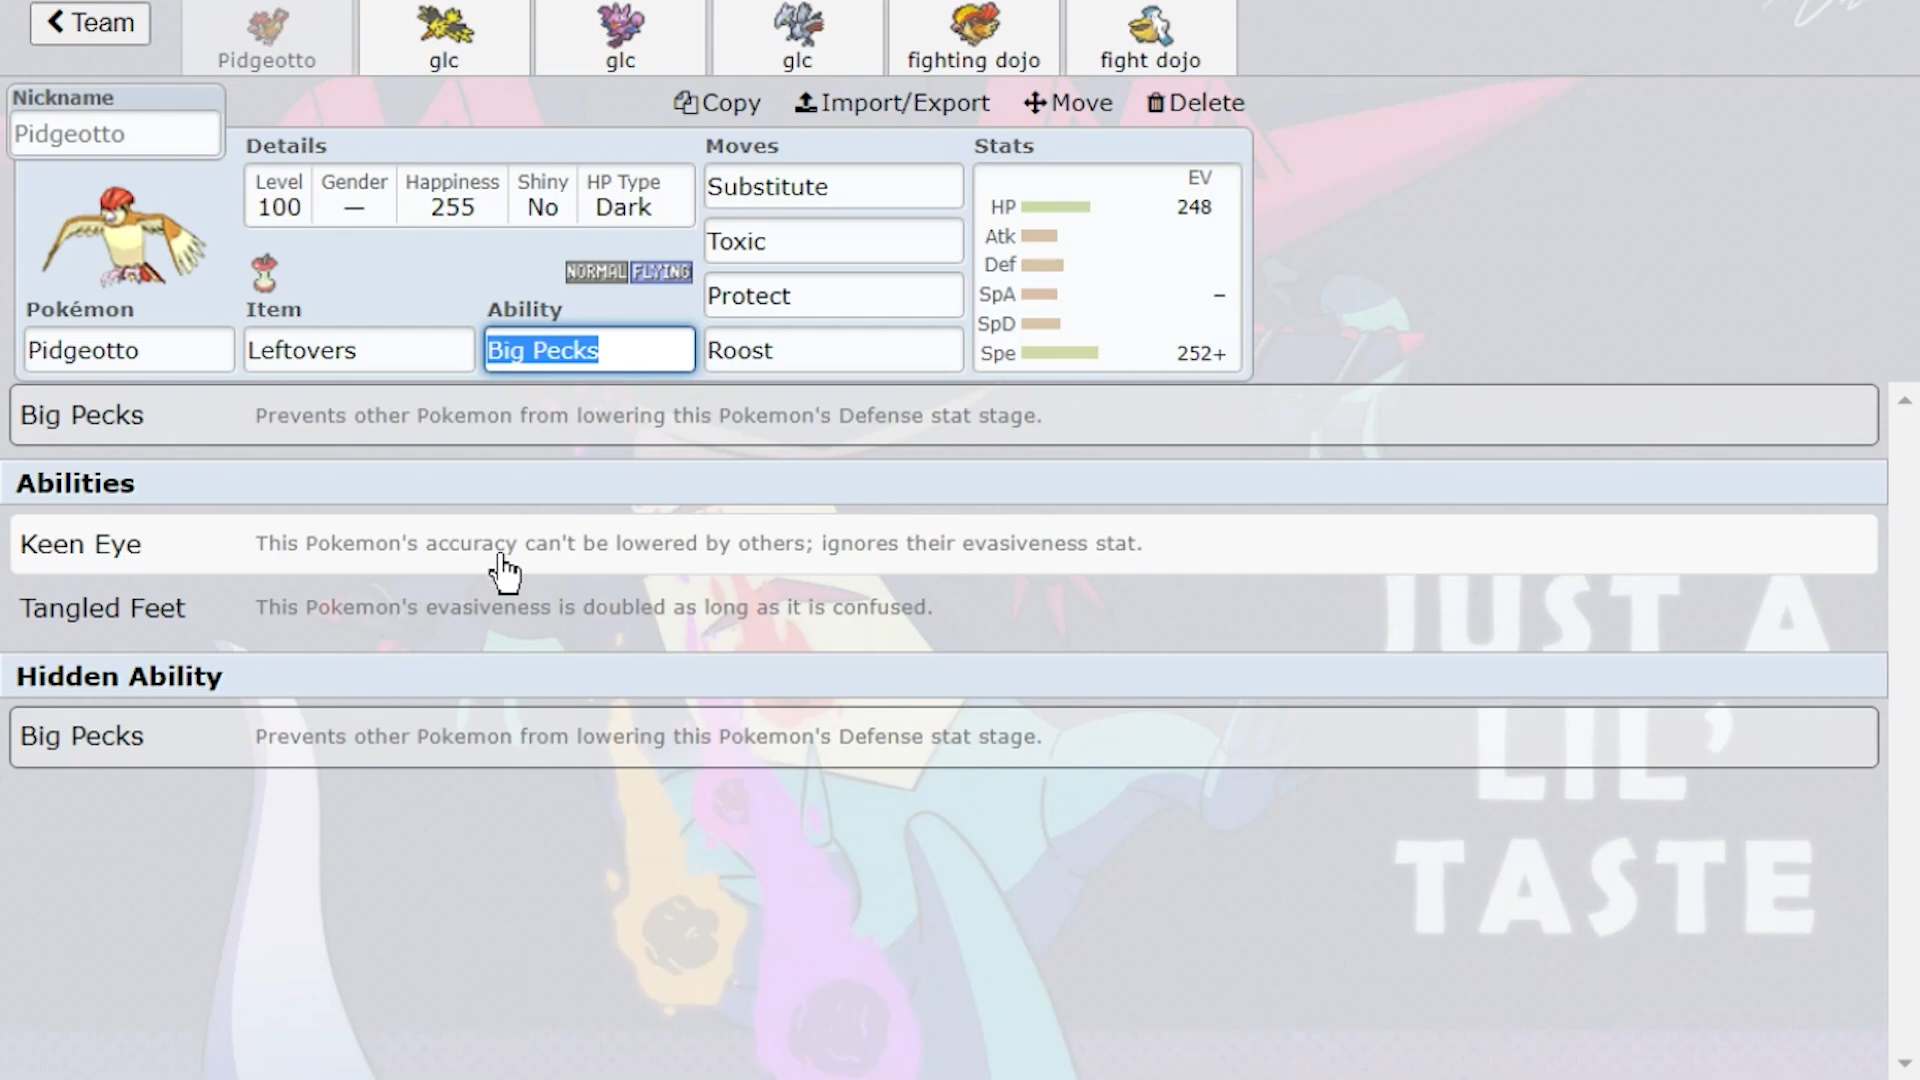 Team
Pidgeotto
glc
glc
glc
fighting dojo
fight dojo
Nickname
Pidgeotto
Copy
Import/Export
Move
Delete
Details
Level
Gender
Happiness
Shiny
HP Type
100
—
255
No
Dark
NORMAL FLYING
Pokémon
Item
Ability
Pidgeotto
Leftovers
Big Pecks
Moves
Substitute
Toxic
Protect
Roost
Stats
EV
HP 248
Atk
Def
SpA –
SpD
Spe 252+
Big Pecks Prevents other Pokemon from lowering this Pokemon's Defense stat stage.
Abilities
Keen Eye This Pokemon's accuracy can't be lowered by others; ignores their evasiveness stat.
Tangled Feet This Pokemon's evasiveness is doubled as long as it is confused.
Hidden Ability
Big Pecks Prevents other Pokemon from lowering this Pokemon's Defense stat stage.
JUST A
LIL'
TASTE